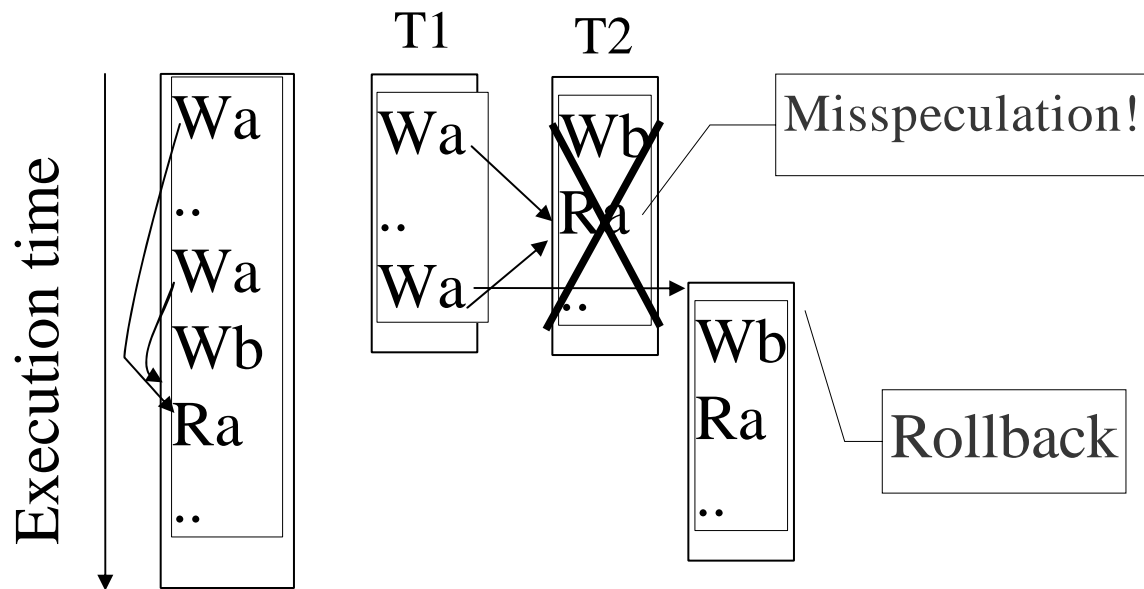 Execution time
Wa
..
Wa
Wb
Ra
..
T1
Wa
..
Wa
T2
Wb
Ra
..
Misspeculation!
Wb
Ra
..
Rollback